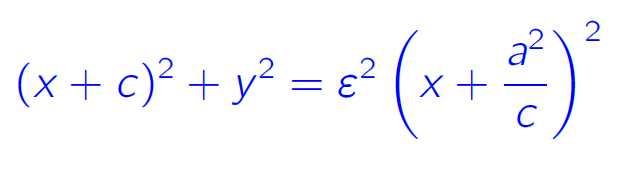 (x + c)² + y² = ε² (x + a²/c)²